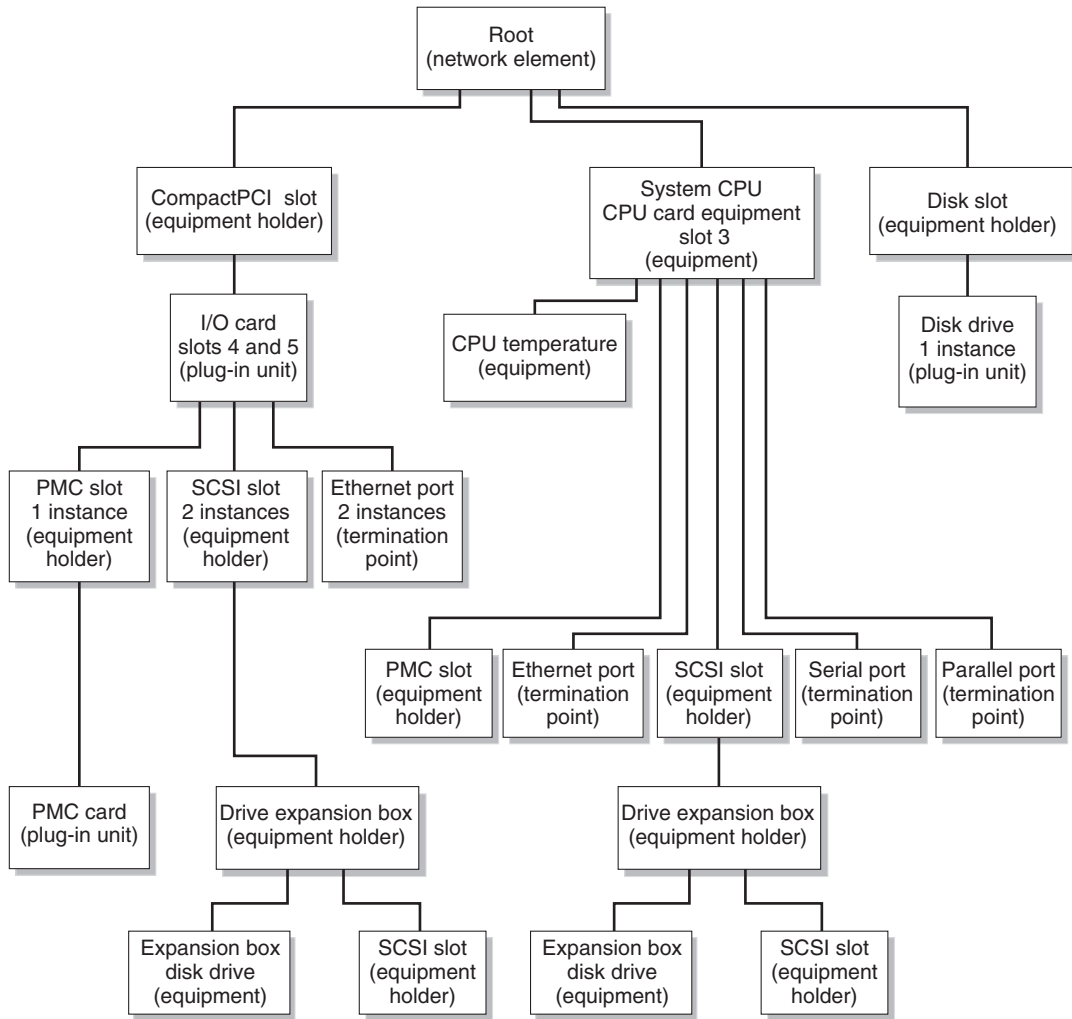 Root
(network element)
CompactPCI slot
(equipment holder)
System CPU
CPU card equipment
slot 3
(equipment)
Disk slot
(equipment holder)
I/O card
slots 4 and 5
(plug-in unit)
CPU temperature
(equipment)
Disk drive
1 instance
(plug-in unit)
PMC slot
1 instance
(equipment
holder)
SCSI slot
2 instances
(equipment
holder)
Ethernet port
2 instances
(termination
point)
PMC slot
(equipment
holder)
Ethernet port
(termination
point)
SCSI slot
(equipment
holder)
Serial port
(termination
point)
Parallel port
(termination
point)
PMC card
(plug-in unit)
Drive expansion box
(equipment holder)
Drive expansion box
(equipment holder)
Expansion box
disk drive
(equipment)
SCSI slot
(equipment
holder)
Expansion box
disk drive
(equipment)
SCSI slot
(equipment
holder)